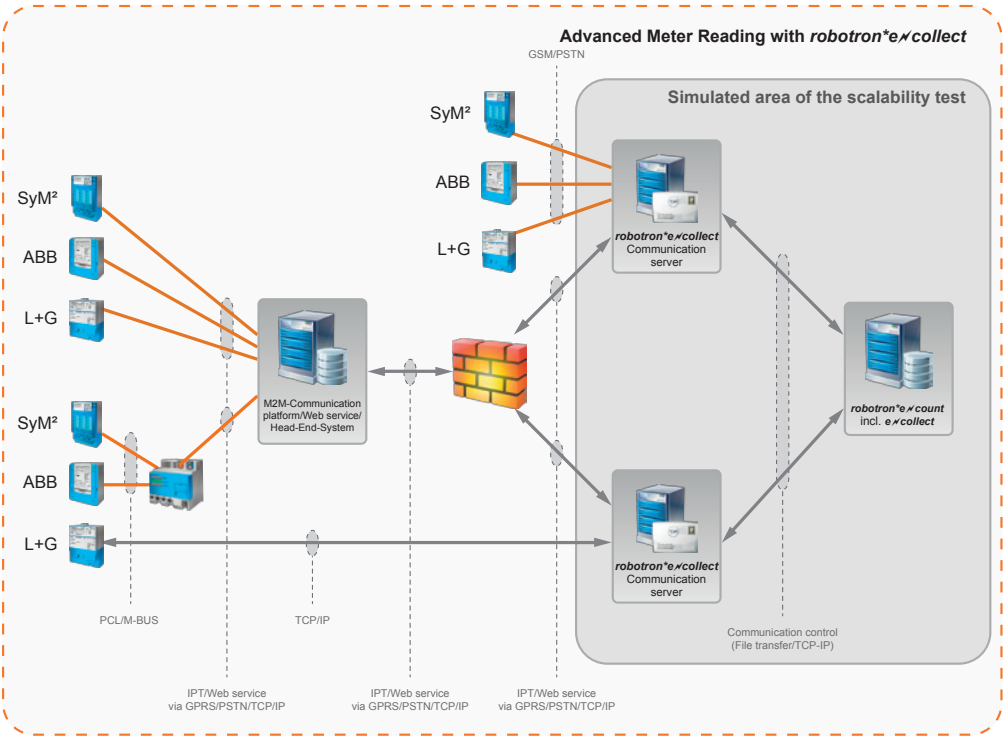 Advanced Meter Reading with robotron*e~collect
GSM/PSTN
Simulated area of the scalability test
SyM²
ABB
L+G
robotron*e~collect
Communication
server
SyM²
ABB
L+G
M2M-Communication
platform/Web service/
Head-End-System
robotron*e~count
incl. e~collect
SyM²
ABB
L+G
robotron*e~collect
Communication
server
PCL/M-BUS
TCP/IP
Communication control
(File transfer/TCP-IP)
IPT/Web service
via GPRS/PSTN/TCP/IP
IPT/Web service
via GPRS/PSTN/TCP/IP
IPT/Web service
via GPRS/PSTN/TCP/IP